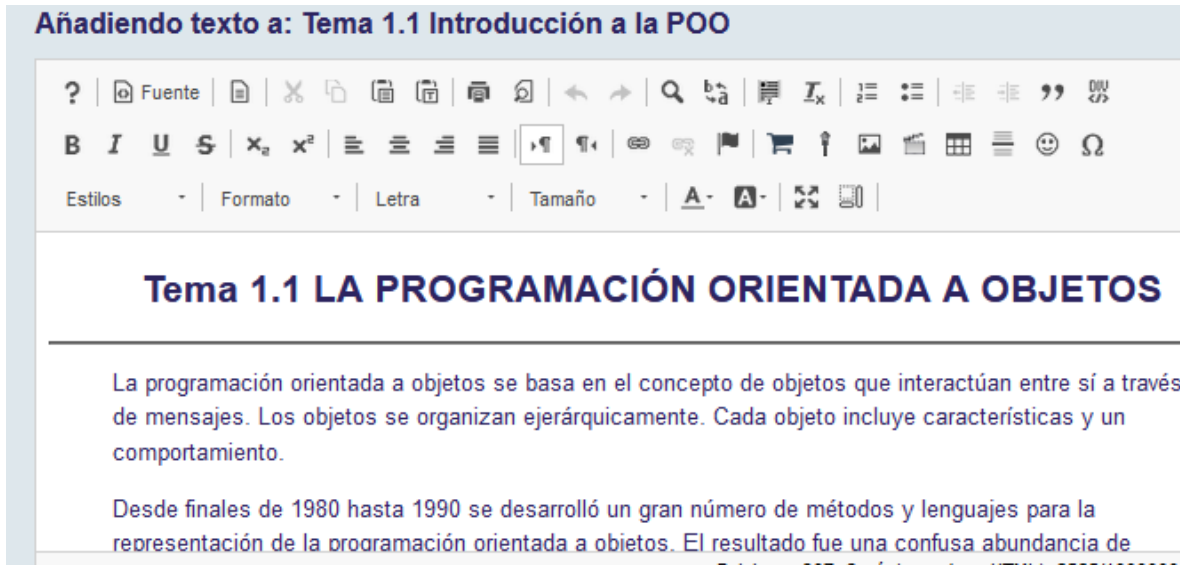 Añadiendo texto a: Tema 1.1 Introducción a la POO
? Fuente
B I U S x₂ x² Ω
Estilos Formato Letra Tamaño A A
Tema 1.1 LA PROGRAMACIÓN ORIENTADA A OBJETOS
La programación orientada a objetos se basa en el concepto de objetos que interactúan entre sí a través
de mensajes. Los objetos se organizan ejerárquicamente. Cada objeto incluye características y un
comportamiento.
Desde finales de 1980 hasta 1990 se desarrolló un gran número de métodos y lenguajes para la
representación de la programación orientada a objetos. El resultado fue una confusa abundancia de